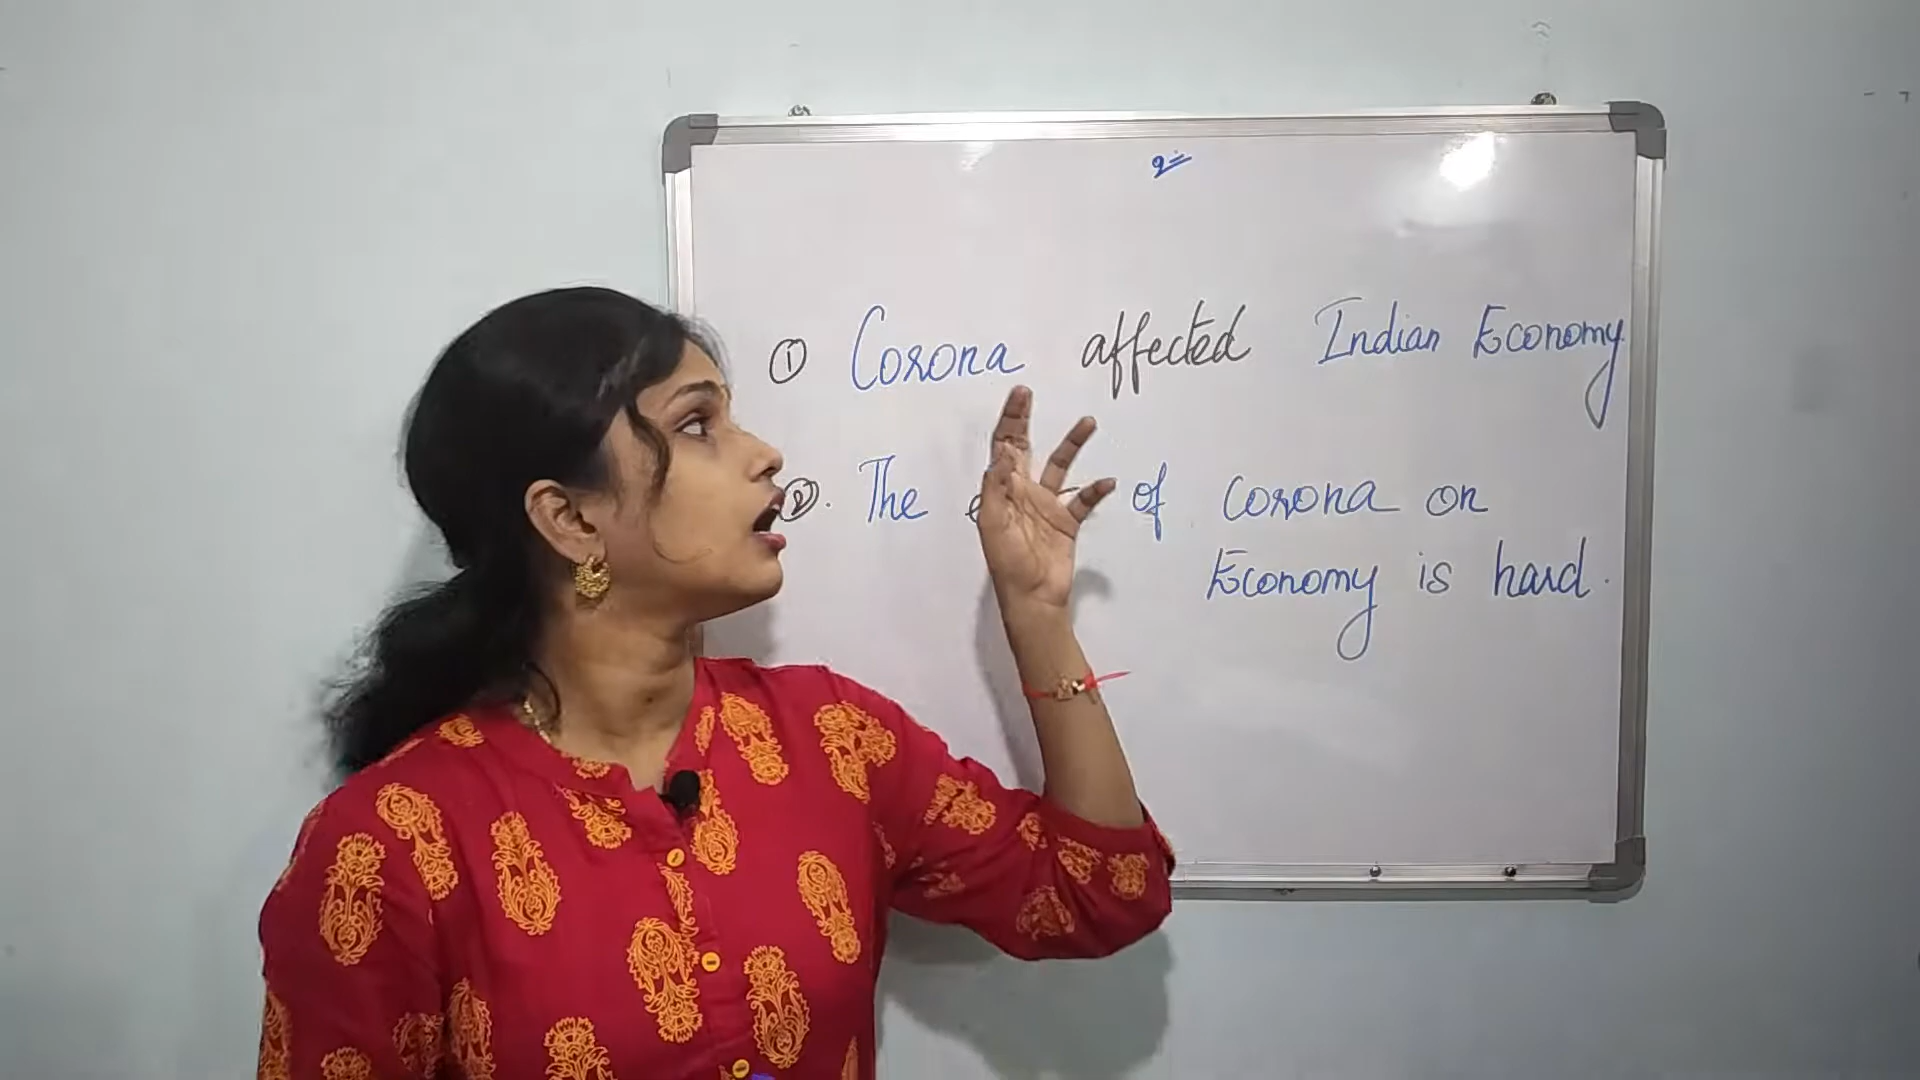 ① Corona affected Indian Economy.
②. The of corona on
Economy is hard.